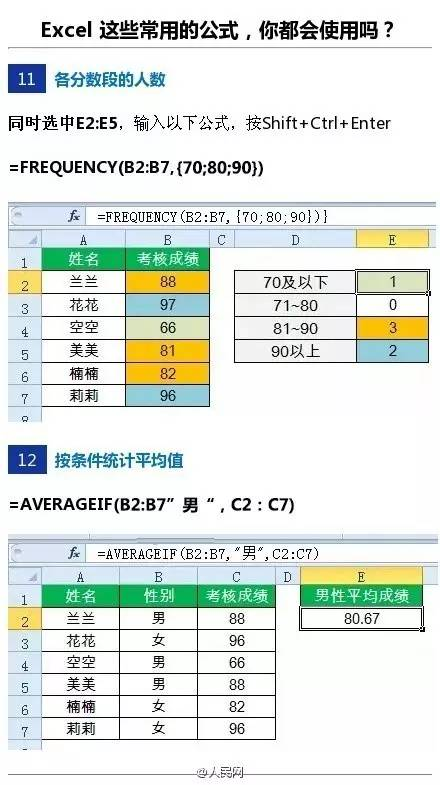 Excel 这些常用的公式，你都会使用吗？
11 各分数段的人数
同时选中E2:E5，输入以下公式，按Shift+Ctrl+Enter
=FREQUENCY(B2:B7,{70;80;90})
fx =FREQUENCY(B2:B7,{70;80;90})}
A B C D E
1 姓名 考核成绩
2 兰兰 88 70及以下 1
3 花花 97 71~80 0
4 空空 66 81~90 3
5 美美 81 90以上 2
6 楠楠 82
7 莉莉 96
8
12 按条件统计平均值
=AVERAGEIF(B2:B7”男“，C2：C7)
fx =AVERAGEIF(B2:B7,"男",C2:C7)
A B C D E
1 姓名 性别 考核成绩 男性平均成绩
2 兰兰 男 88 80.67
3 花花 女 96
4 空空 男 66
5 美美 男 88
6 楠楠 女 82
7 莉莉 女 96
@人民网